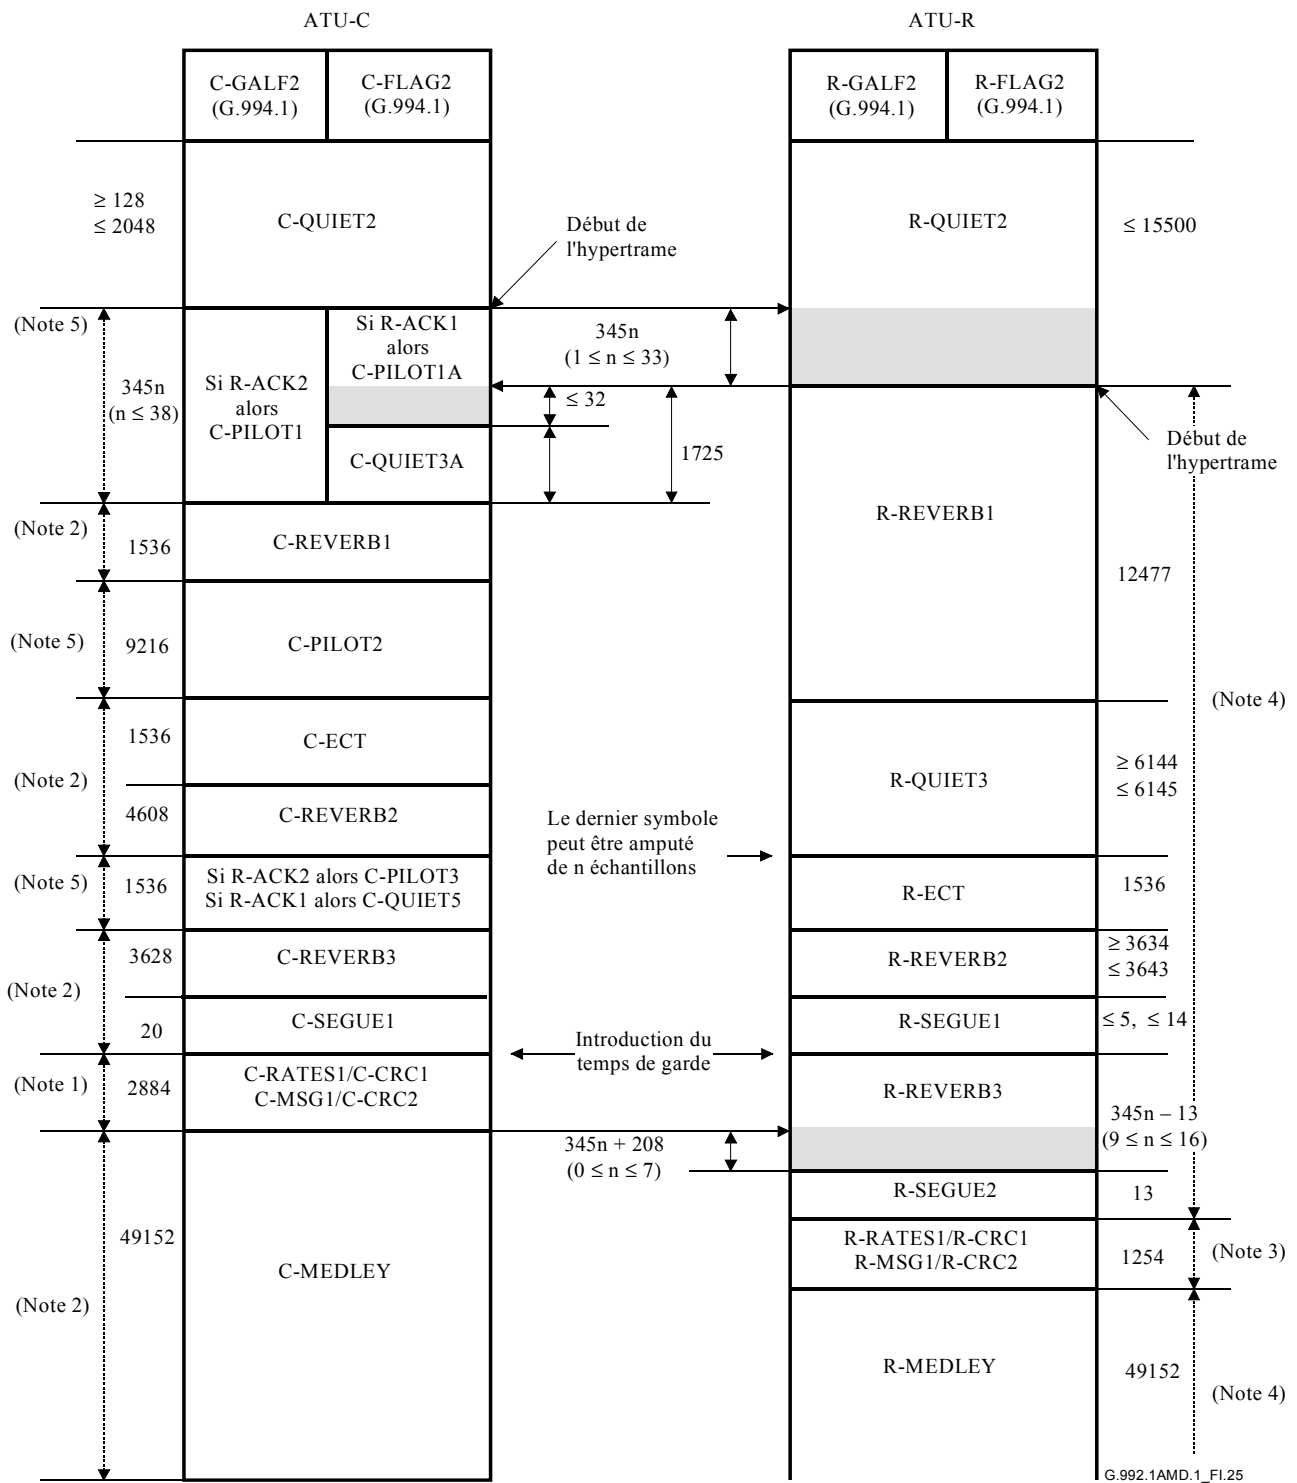 ATU-C
ATU-R
C-GALF2
(G.994.1)
C-FLAG2
(G.994.1)
R-GALF2
(G.994.1)
R-FLAG2
(G.994.1)
≥ 128
≤ 2048
C-QUIET2
Début de
l'hypertrame
R-QUIET2
≤ 15500
(Note 5)
345n
(n ≤ 38)
Si R-ACK2
alors
C-PILOT1
Si R-ACK1
alors
C-PILOT1A
345n
(1 ≤ n ≤ 33)
≤ 32
C-QUIET3A
1725
Début de
l'hypertrame
R-REVERB1
(Note 2)
1536
C-REVERB1
12477
(Note 5)
9216
C-PILOT2
(Note 4)
1536
C-ECT
(Note 2)
R-QUIET3
≥ 6144
≤ 6145
4608
C-REVERB2
Le dernier symbole
peut être amputé
de n échantillons
(Note 5)
1536
Si R-ACK2 alors C-PILOT3
Si R-ACK1 alors C-QUIET5
R-ECT
1536
3628
C-REVERB3
R-REVERB2
≥ 3634
≤ 3643
(Note 2)
20
C-SEGUE1
R-SEGUE1
≤ 5, ≤ 14
Introduction du
temps de garde
(Note 1)
2884
C-RATES1/C-CRC1
C-MSG1/C-CRC2
R-REVERB3
345n – 13
(9 ≤ n ≤ 16)
345n + 208
(0 ≤ n ≤ 7)
R-SEGUE2
13
49152
C-MEDLEY
R-RATES1/R-CRC1
R-MSG1/R-CRC2
1254
(Note 3)
(Note 2)
R-MEDLEY
49152
(Note 4)
G.992.1AMD.1_FI.25